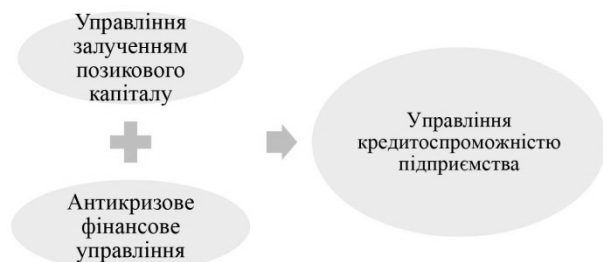 Управління
залученням
позикового
капіталу
Антикризове
фінансове
управління
Управління
кредитоспроможністю
підприємства